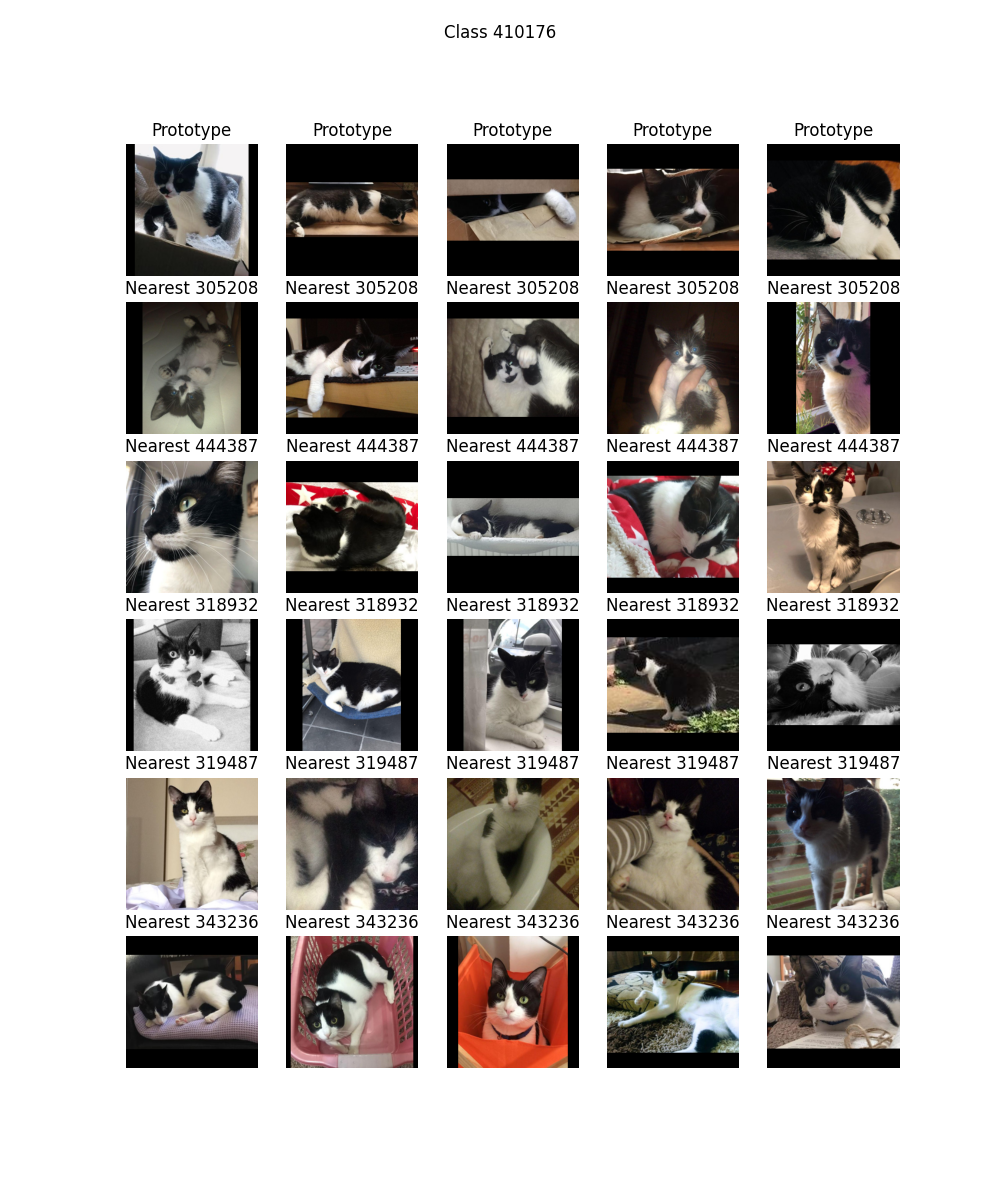 Class 410176
Prototype Prototype Prototype Prototype Prototype
Nearest 305208 Nearest 305208 Nearest 305208 Nearest 305208 Nearest 305208
Nearest 444387 Nearest 444387 Nearest 444387 Nearest 444387 Nearest 444387
Nearest 318932 Nearest 318932 Nearest 318932 Nearest 318932 Nearest 318932
Nearest 319487 Nearest 319487 Nearest 319487 Nearest 319487 Nearest 319487
Nearest 343236 Nearest 343236 Nearest 343236 Nearest 343236 Nearest 343236